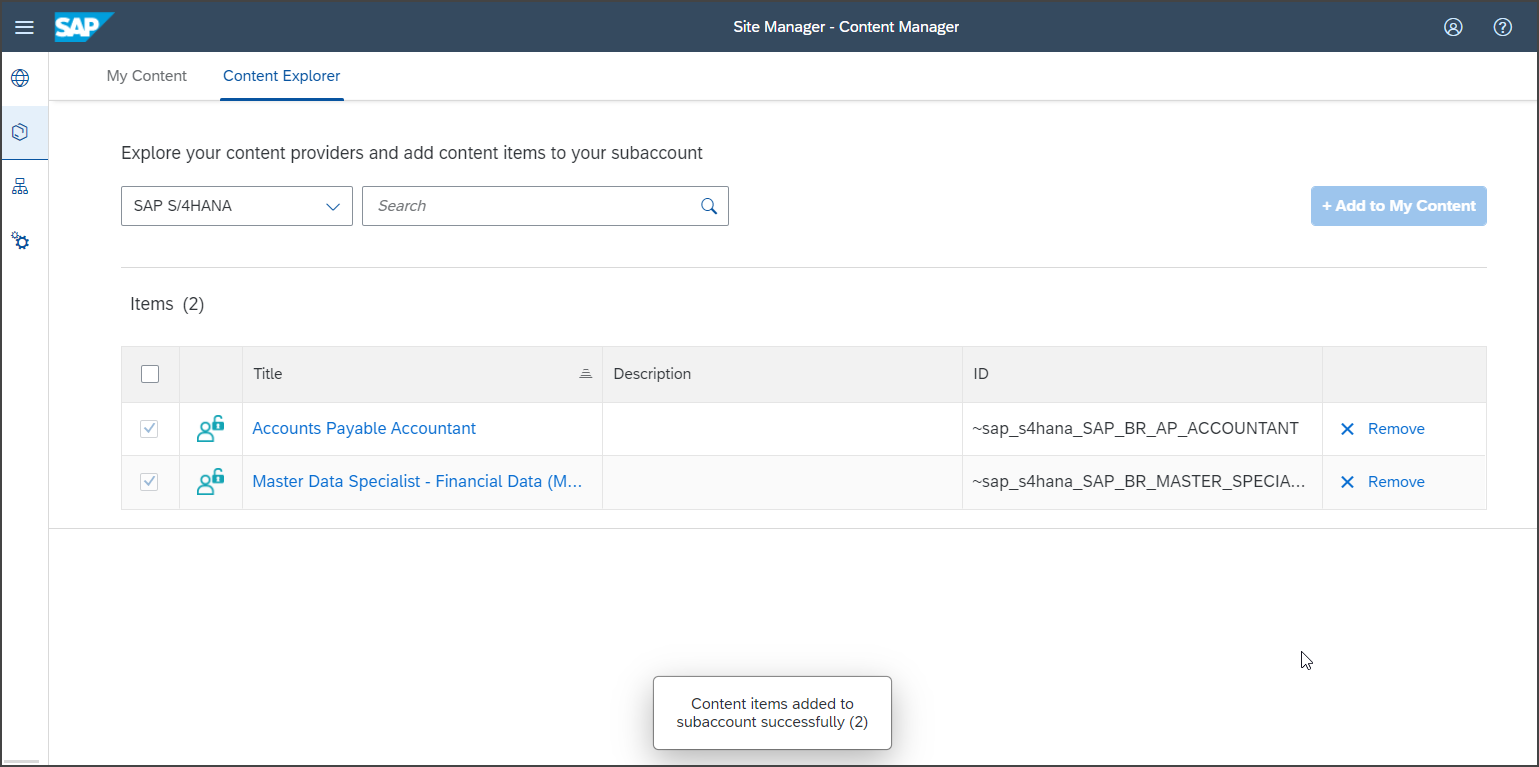 SAP
Site Manager - Content Manager
My Content
Content Explorer
Explore your content providers and add content items to your subaccount
SAP S/4HANA
Search
+ Add to My Content
Items (2)
Title
Description
ID
Accounts Payable Accountant
~sap_s4hana_SAP_BR_AP_ACCOUNTANT
Remove
Master Data Specialist - Financial Data (M...
~sap_s4hana_SAP_BR_MASTER_SPECIA...
Remove
Content items added to
subaccount successfully (2)